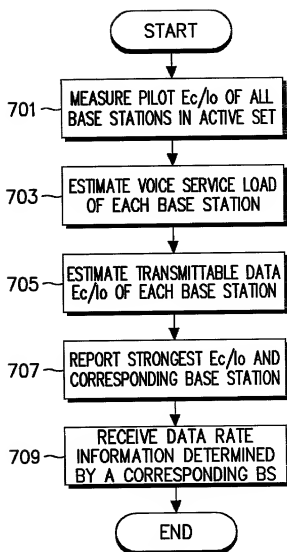 START
701
MEASURE PILOT Ec/Io OF ALL
BASE STATIONS IN ACTIVE SET
703
ESTIMATE VOICE SERVICE LOAD
OF EACH BASE STATION
705
ESTIMATE TRANSMITTABLE DATA
Ec/Io OF EACH BASE STATION
707
REPORT STRONGEST Ec/Io AND
CORRESPONDING BASE STATION
709
RECEIVE DATA RATE
INFORMATION DETERMINED
BY A CORRESPONDING BS
END